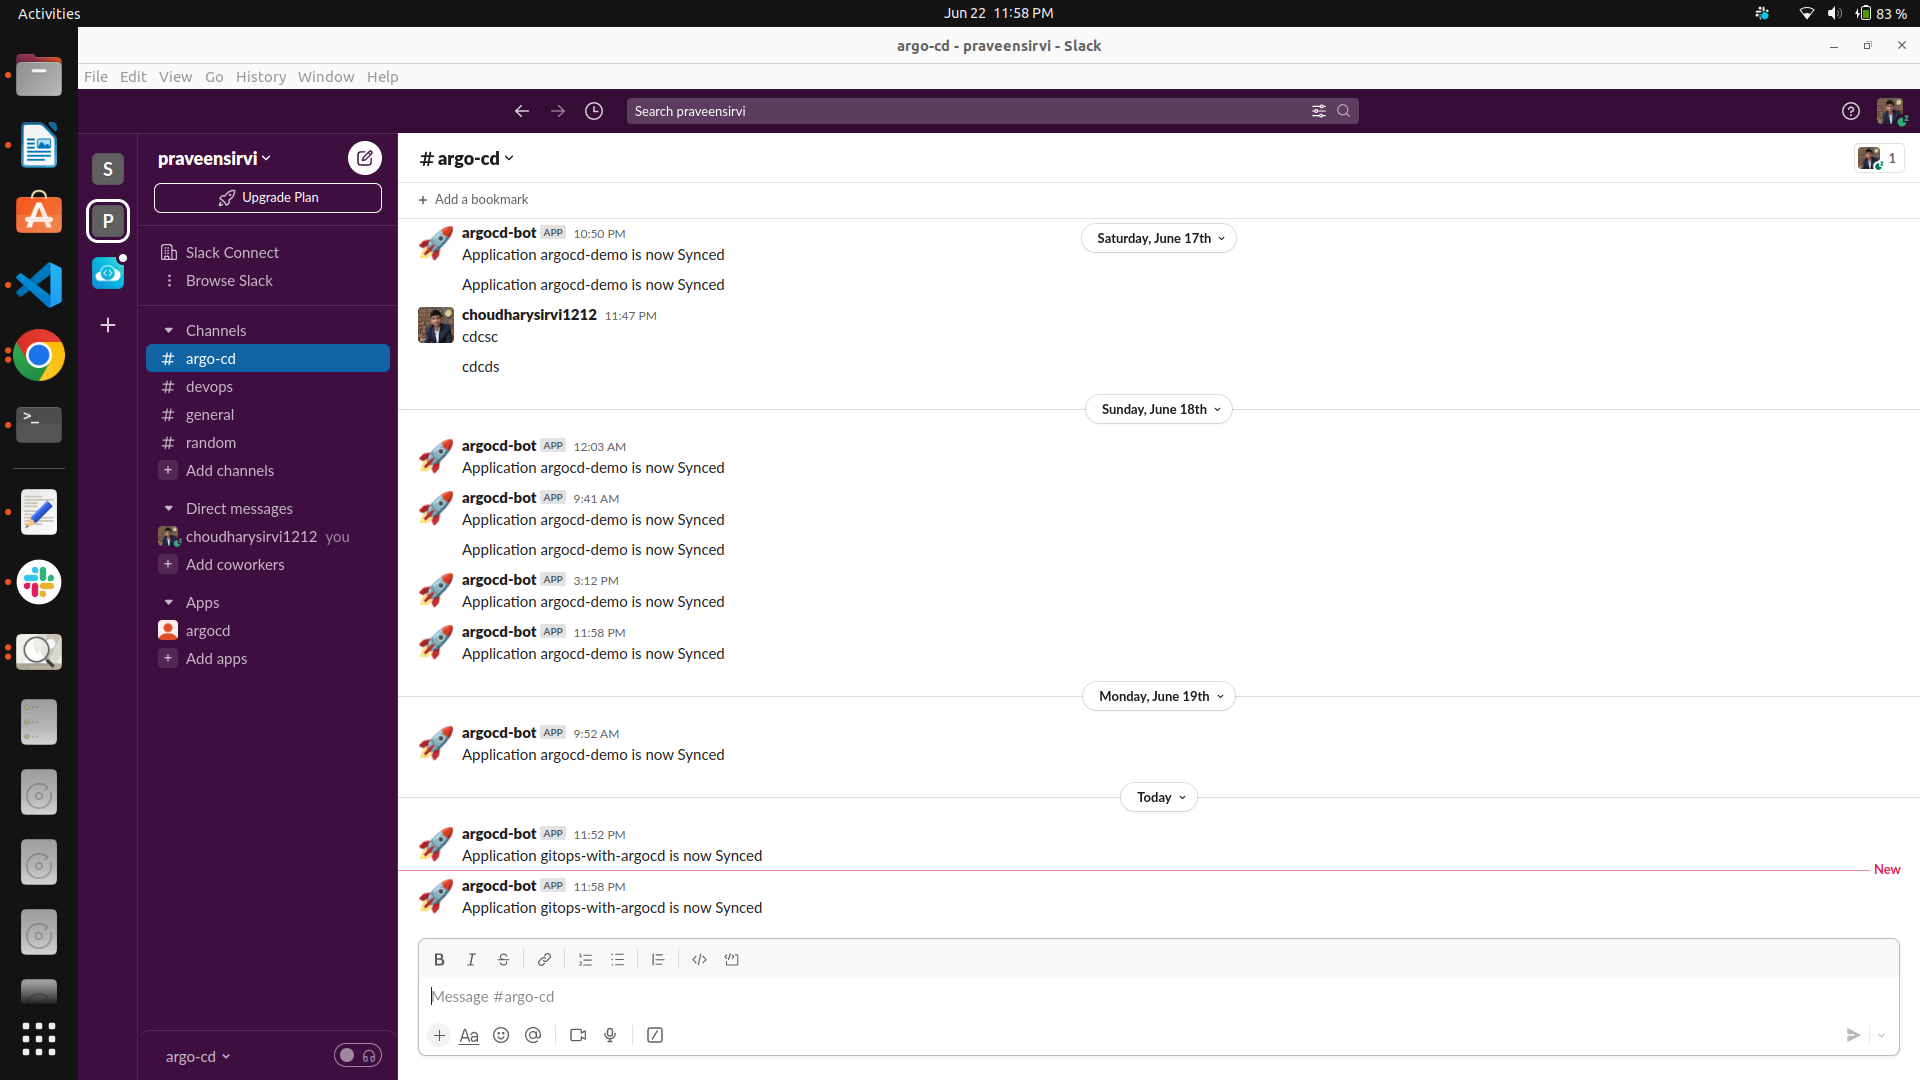 Activities
Jun 22 11:58 PM
83 %
argo-cd - praveensirvi - Slack
File Edit View Go History Window Help
Search praveensirvi
S
P
praveensirvi
Upgrade Plan
Slack Connect
Browse Slack
Channels
# argo-cd
# devops
# general
# random
+ Add channels
Direct messages
choudharysirvi1212 you
+ Add coworkers
Apps
argocd
+ Add apps
argo-cd
# argo-cd
1
+ Add a bookmark
Saturday, June 17th
argocd-bot APP 10:50 PM
Application argocd-demo is now Synced
Application argocd-demo is now Synced
choudharysirvi1212 11:47 PM
cdcsc
cdcds
Sunday, June 18th
argocd-bot APP 12:03 AM
Application argocd-demo is now Synced
argocd-bot APP 9:41 AM
Application argocd-demo is now Synced
Application argocd-demo is now Synced
argocd-bot APP 3:12 PM
Application argocd-demo is now Synced
argocd-bot APP 11:58 PM
Application argocd-demo is now Synced
Monday, June 19th
argocd-bot APP 9:52 AM
Application argocd-demo is now Synced
Today
argocd-bot APP 11:52 PM
Application gitops-with-argocd is now Synced
New
argocd-bot APP 11:58 PM
Application gitops-with-argocd is now Synced
B I S
Message #argo-cd
+ Aa @